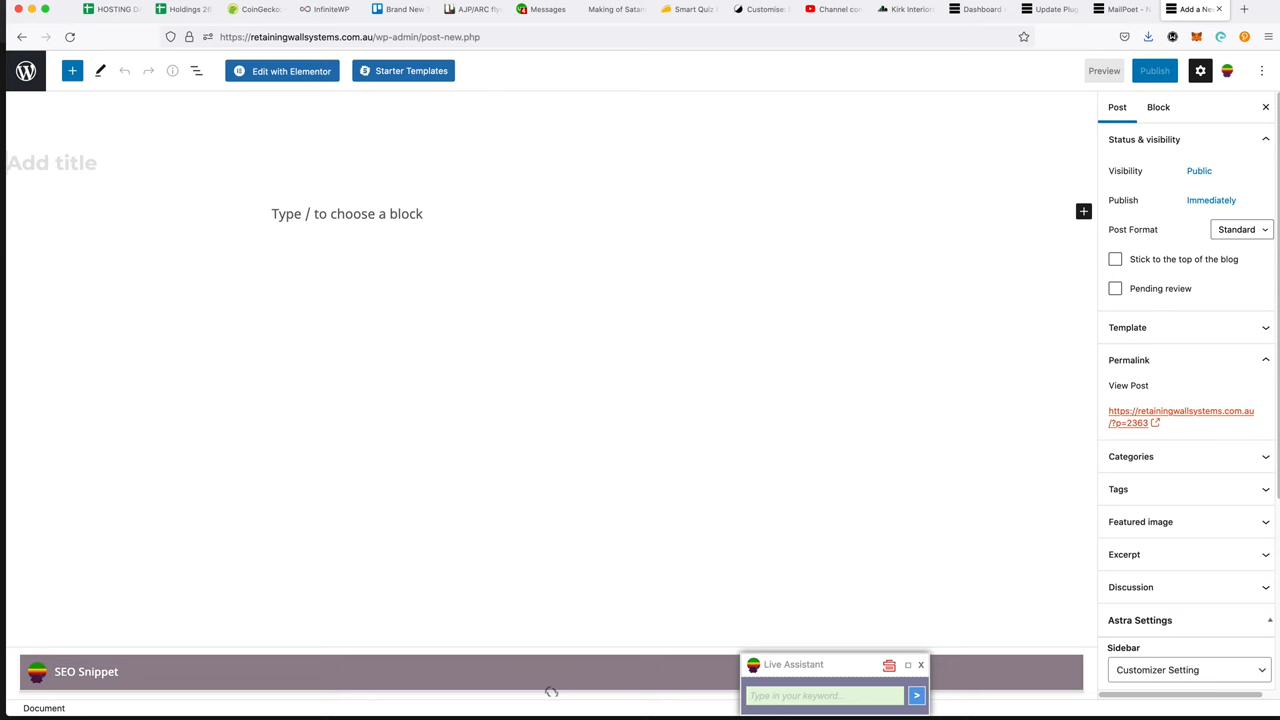 HOSTING DA
Holdings 26
CoinGecko:
InfiniteWP
Brand New
AJP/ARC fly
Messages
Making of Satan
Smart Quiz
Customise:
Channel con
Kirk Interiors
Dashboard
Update Plug
MailPoet - 
Add a Ne
https://retainingwallsystems.com.au/wp-admin/post-new.php
Edit with Elementor
Starter Templates
Preview
Publish
Add title
Type / to choose a block
Post
Block
Status & visibility
Visibility
Public
Publish
Immediately
Post Format
Standard
Stick to the top of the blog
Pending review
Template
Permalink
View Post
https://retainingwallsystems.com.au
/?p=2363
Categories
Tags
Featured image
Excerpt
Discussion
Astra Settings
Sidebar
Customizer Setting
SEO Snippet
Live Assistant
x
Type in your keyword...
>
Document